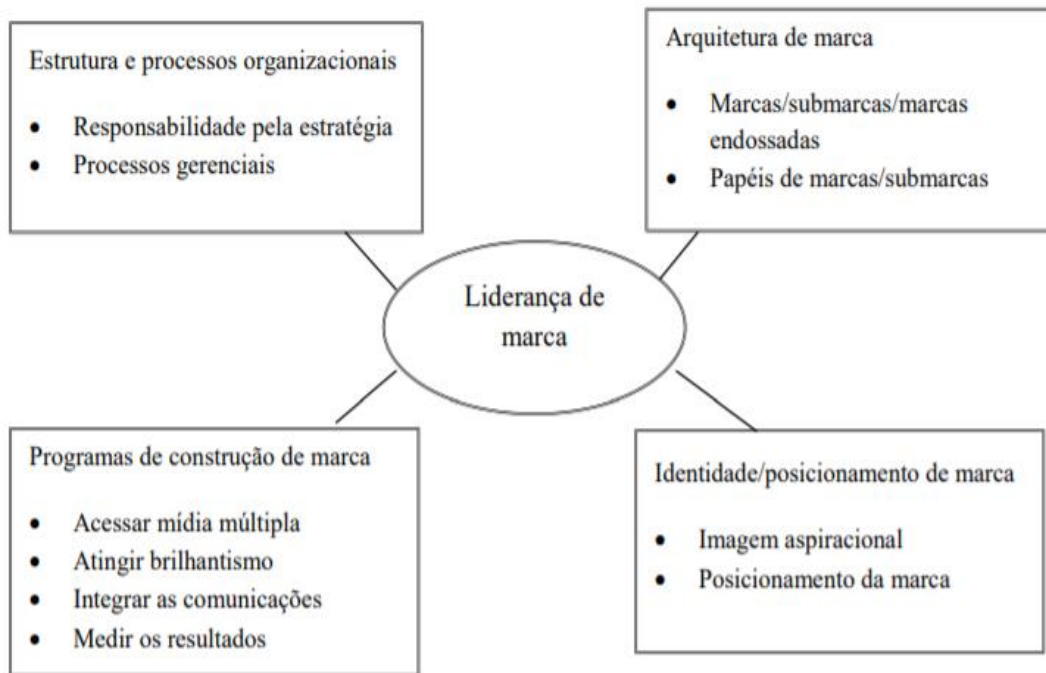 Estrutura e processos organizacionais
• Responsabilidade pela estratégia
• Processos gerenciais
Arquitetura de marca
• Marcas/submarcas/marcas
endossadas
• Papéis de marcas/submarcas
Liderança de
marca
Programas de construção de marca
• Acessar mídia múltipla
• Atingir brilhantismo
• Integrar as comunicações
• Medir os resultados
Identidade/posicionamento de marca
• Imagem aspiracional
• Posicionamento da marca